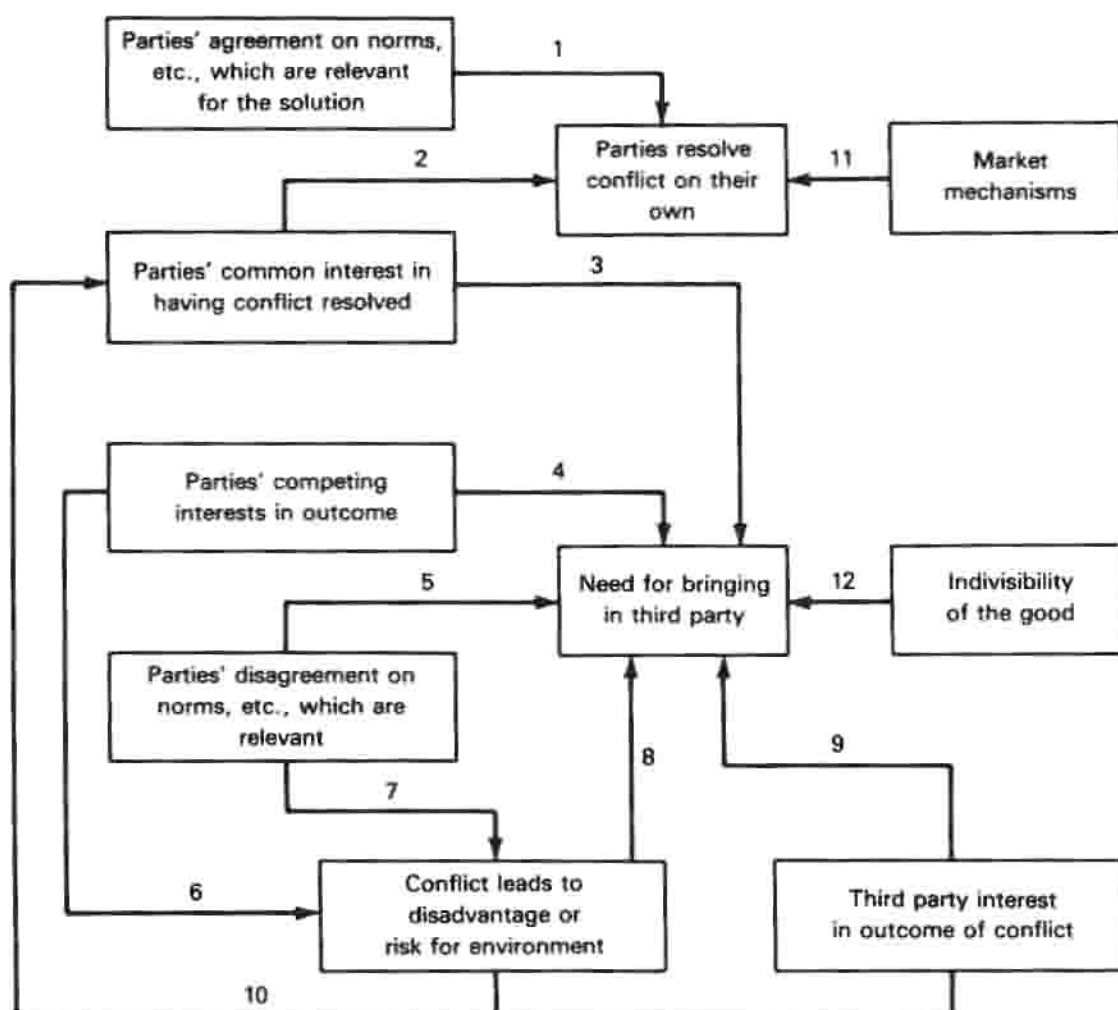 Parties' agreement on norms,
etc., which are relevant
for the solution
1
Parties resolve
conflict on their
own
11
Market
mechanisms
2
Parties' common interest in
having conflict resolved
3
Parties' competing
interests in outcome
4
Need for bringing
in third party
12
Indivisibility
of the good
5
Parties' disagreement on
norms, etc., which are
relevant
7
8
9
6
Conflict leads to
disadvantage or
risk for environment
Third party interest
in outcome of conflict
10